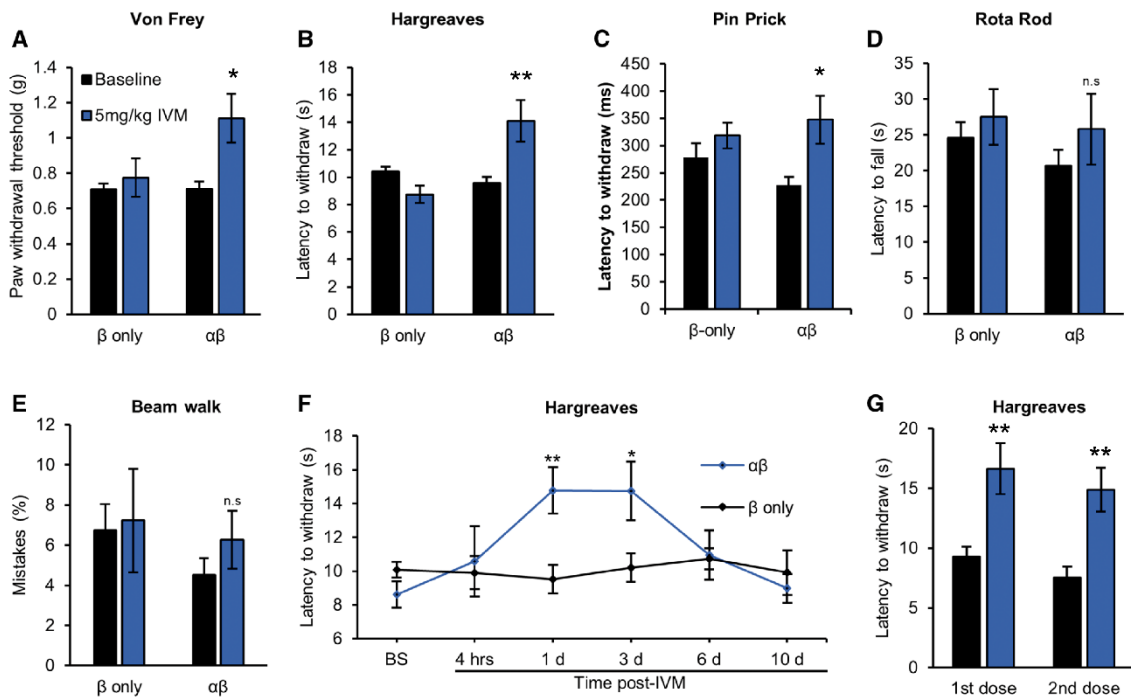 Von Frey
A
Paw withdrawal threshold (g)
1.4
1.2
1
0.8
0.6
0.4
0.2
0
Baseline
5mg/kg IVM
*
β only
αβ
Hargreaves
B
Latency to withdraw (s)
18
16
14
12
10
8
6
4
2
0
**
β only
αβ
Pin Prick
C
Latency to withdraw (ms)
450
400
350
300
250
200
150
100
50
0
*
β-only
αβ
Rota Rod
D
Latency to fall (s)
35
30
25
20
15
10
5
0
n.s
β only
αβ
Beam walk
E
Mistakes (%)
12
10
8
6
4
2
0
n.s
β only
αβ
F
Hargreaves
Latency to withdraw (s)
18
16
14
12
10
8
6
**
*
αβ
β only
BS
4 hrs
1 d
3 d
6 d
10 d
Time post-IVM
G
Hargreaves
Latency to withdraw (s)
20
15
10
5
0
**
**
1st dose
2nd dose